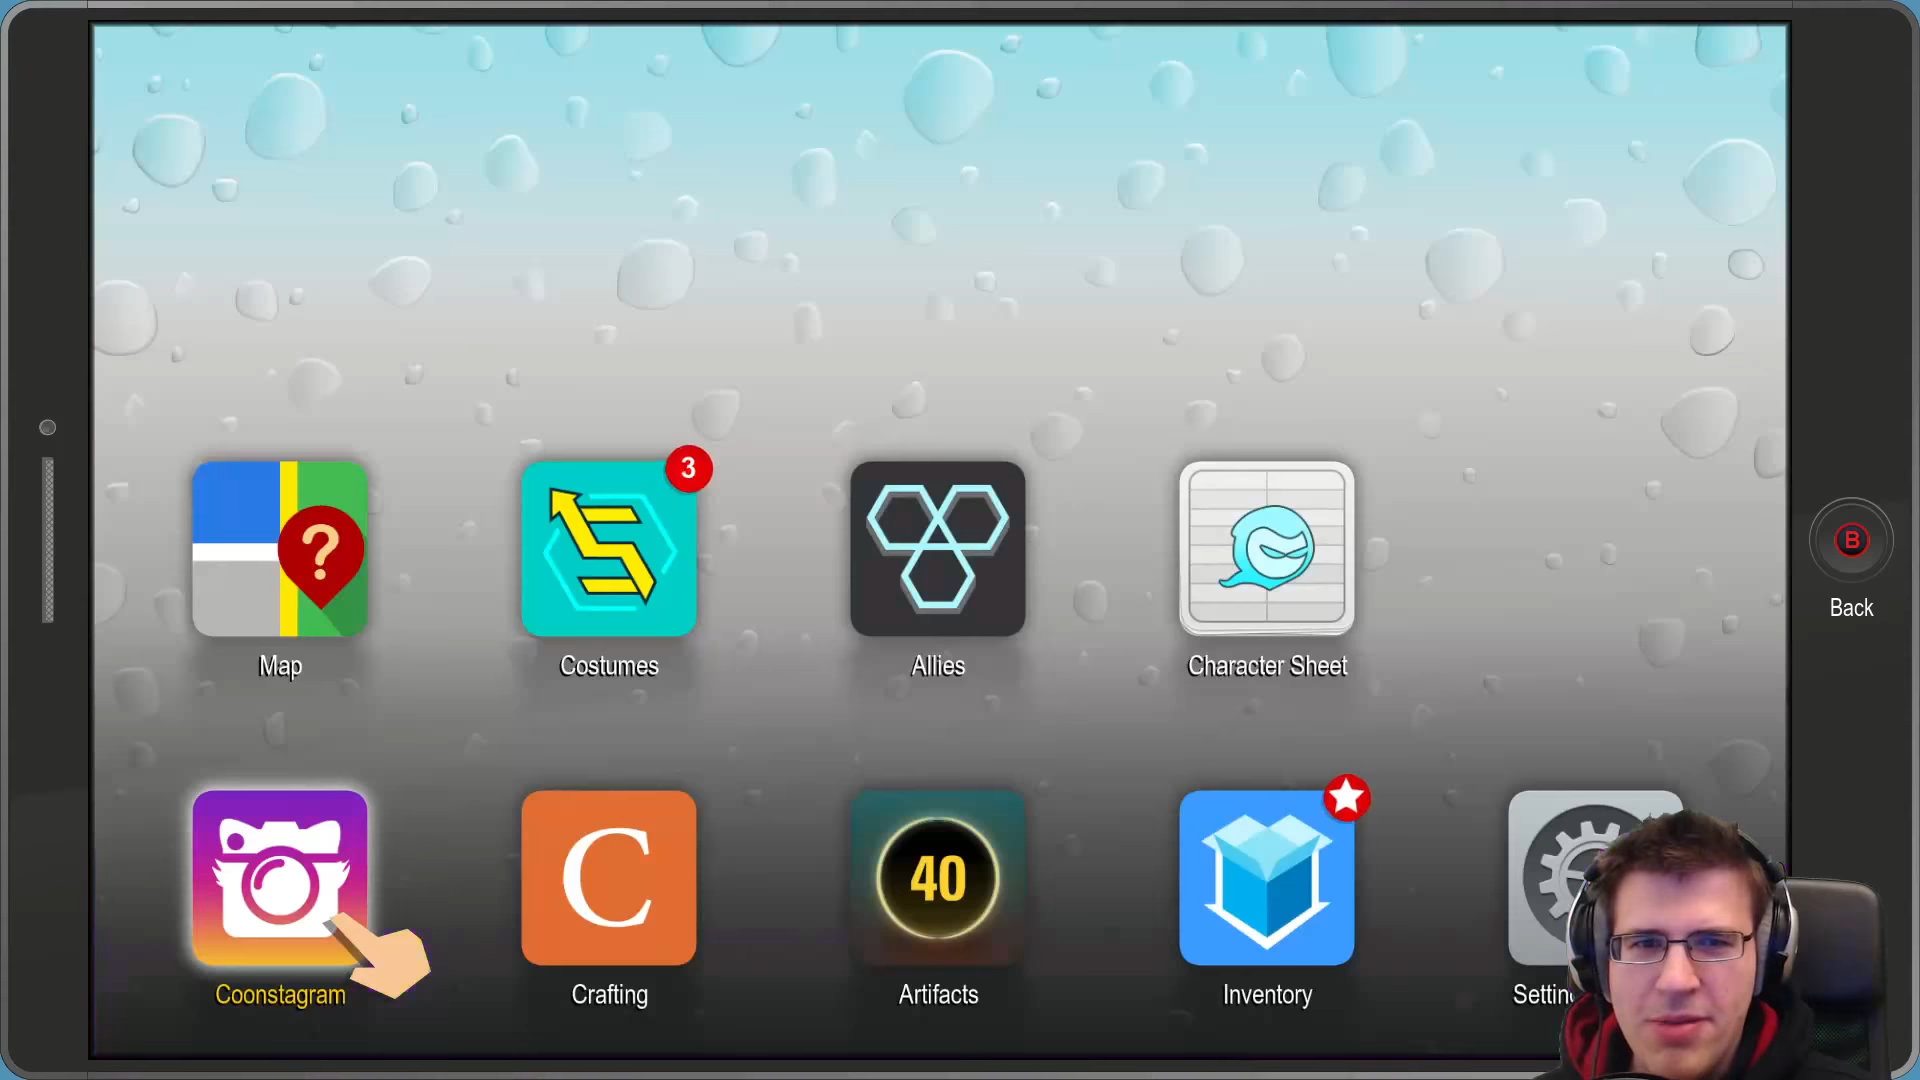 3
?
Map
Costumes
Allies
Character Sheet
B
Back
C
40
Coonstagram
Crafting
Artifacts
Inventory